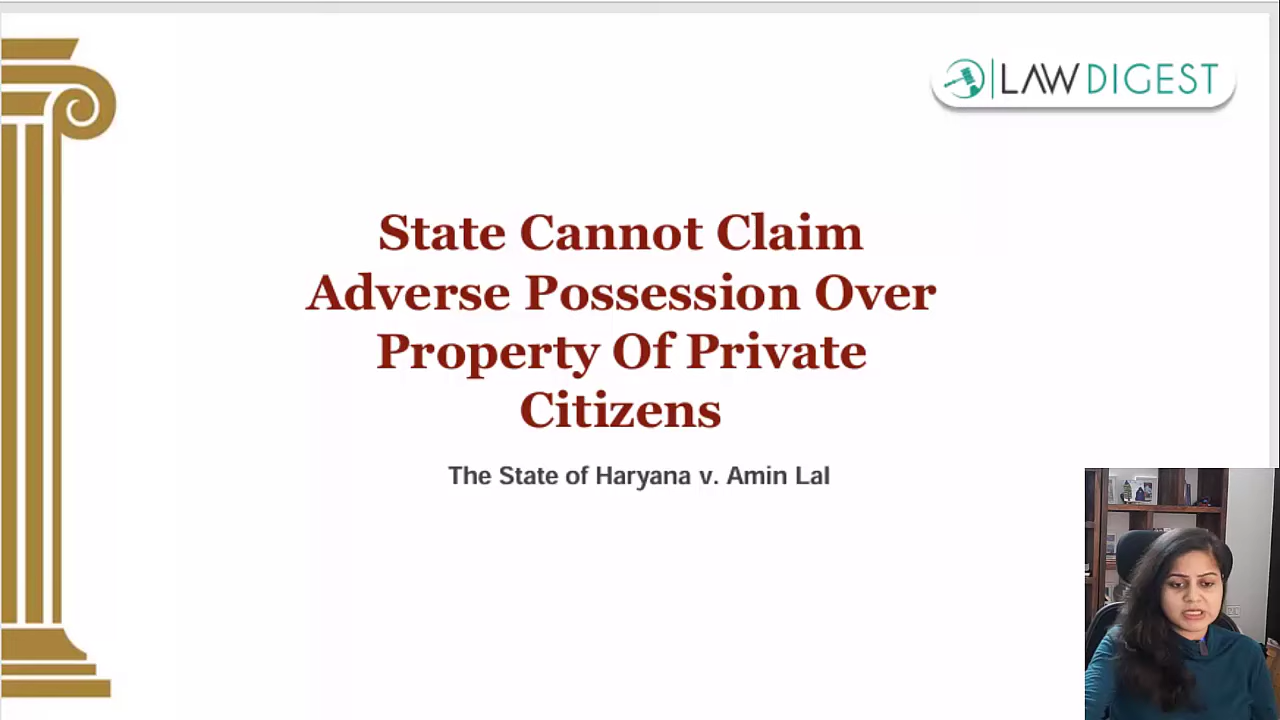 LAW DIGEST
State Cannot Claim
Adverse Possession Over
Property Of Private
Citizens
The State of Haryana v. Amin Lal